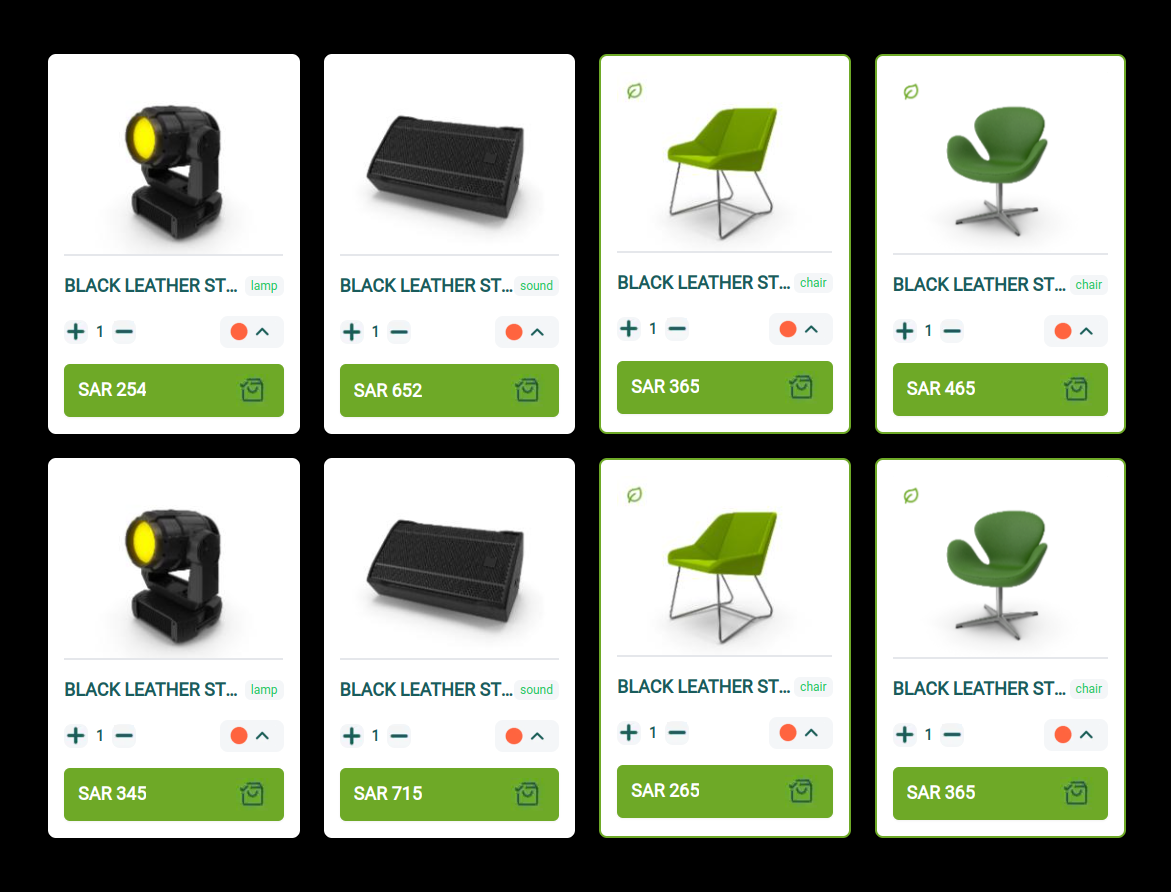 BLACK LEATHER ST... lamp
1
SAR 254
BLACK LEATHER ST... sound
1
SAR 652
BLACK LEATHER ST... chair
1
SAR 365
BLACK LEATHER ST... chair
1
SAR 465
BLACK LEATHER ST... lamp
1
SAR 345
BLACK LEATHER ST... sound
1
SAR 715
BLACK LEATHER ST... chair
1
SAR 265
BLACK LEATHER ST... chair
1
SAR 365